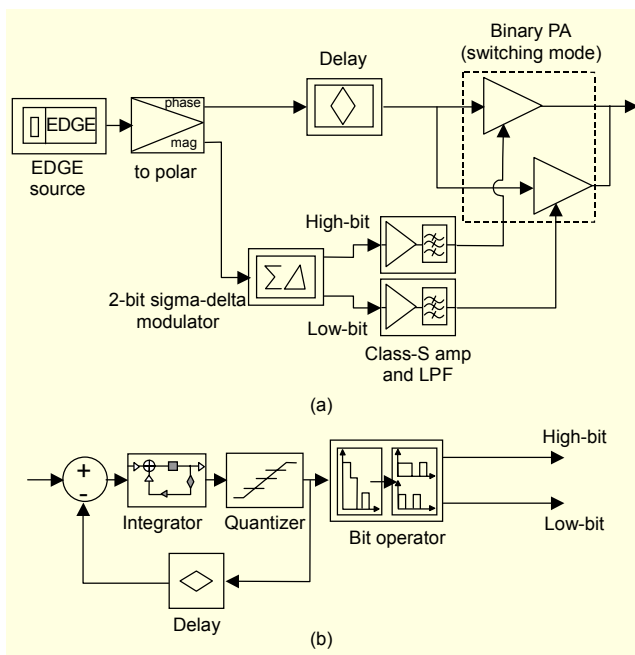 Binary PA
(switching mode)
Delay
EDGE
phase
mag
EDGE
source
to polar
High-bit
ΣΔ
2-bit sigma-delta
modulator
Low-bit
Class-S amp
and LPF
(a)
+
-
Integrator
Quantizer
Bit operator
High-bit
Low-bit
Delay
(b)